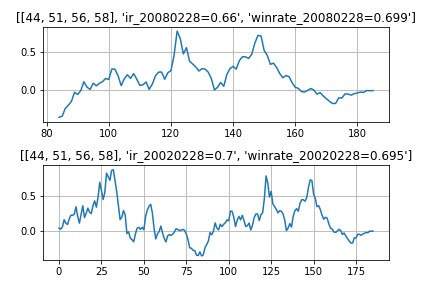 [[44, 51, 56, 58], 'ir_20080228=0.66', 'winrate_20080228=0.699']
0.5
0.0
80 100 120 140 160 180
[[44, 51, 56, 58], 'ir_20020228=0.7', 'winrate_20020228=0.695']
0.5
0.0
0 25 50 75 100 125 150 175